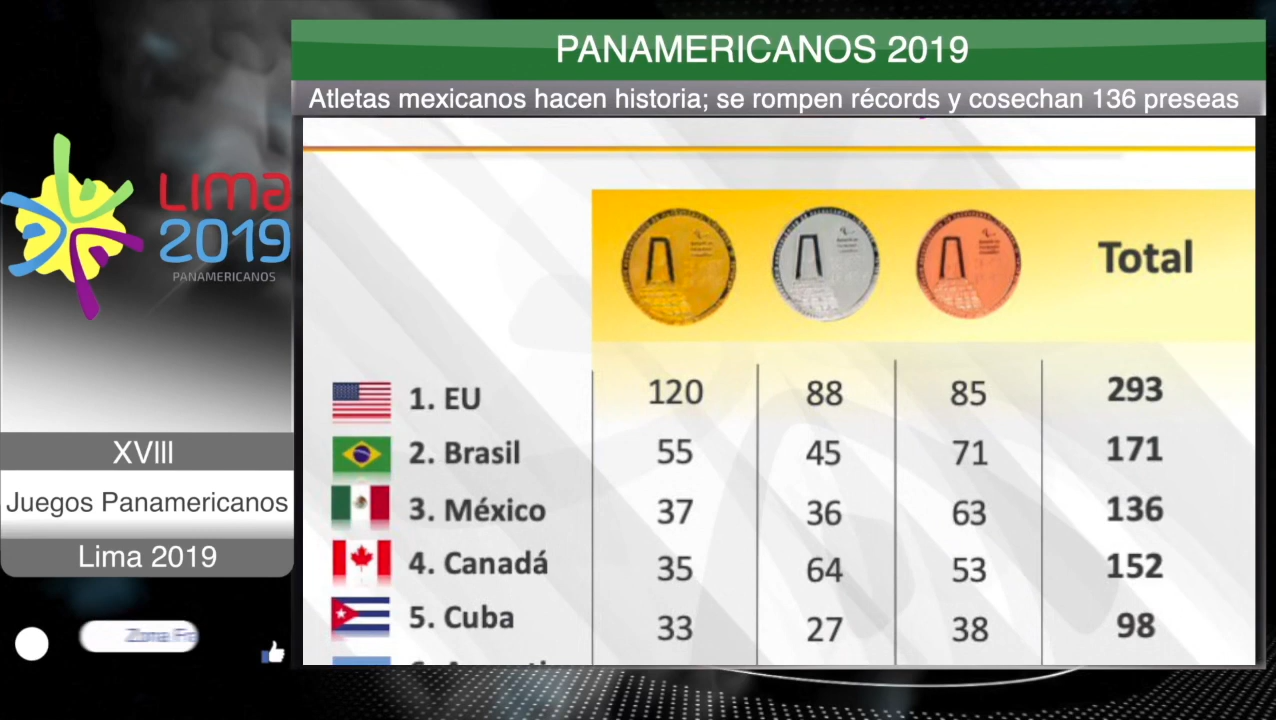 PANAMERICANOS 2019
Atletas mexicanos hacen historia; se rompen récords y cosechan 136 preseas
LIMA
2019
PANAMERICANOS
XVIII
Juegos Panamericanos
Lima 2019
Total
1. EU 120 88 85 293
2. Brasil 55 45 71 171
3. México 37 36 63 136
4. Canadá 35 64 53 152
5. Cuba 33 27 38 98